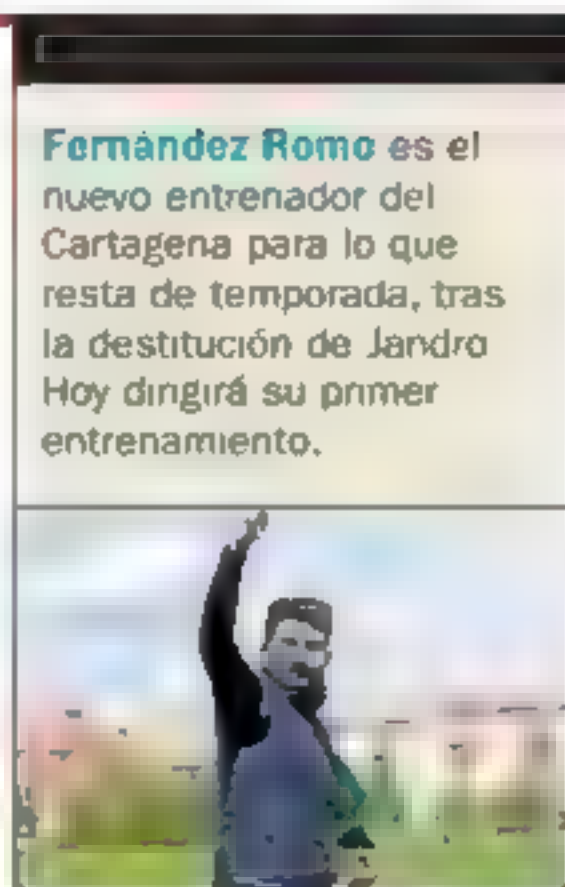 Fernández Romo es el
nuevo entrenador del
Cartagena para lo que
resta de temporada, tras
la destitución de Jandro
Hoy dirigirá su primer
entrenamiento.